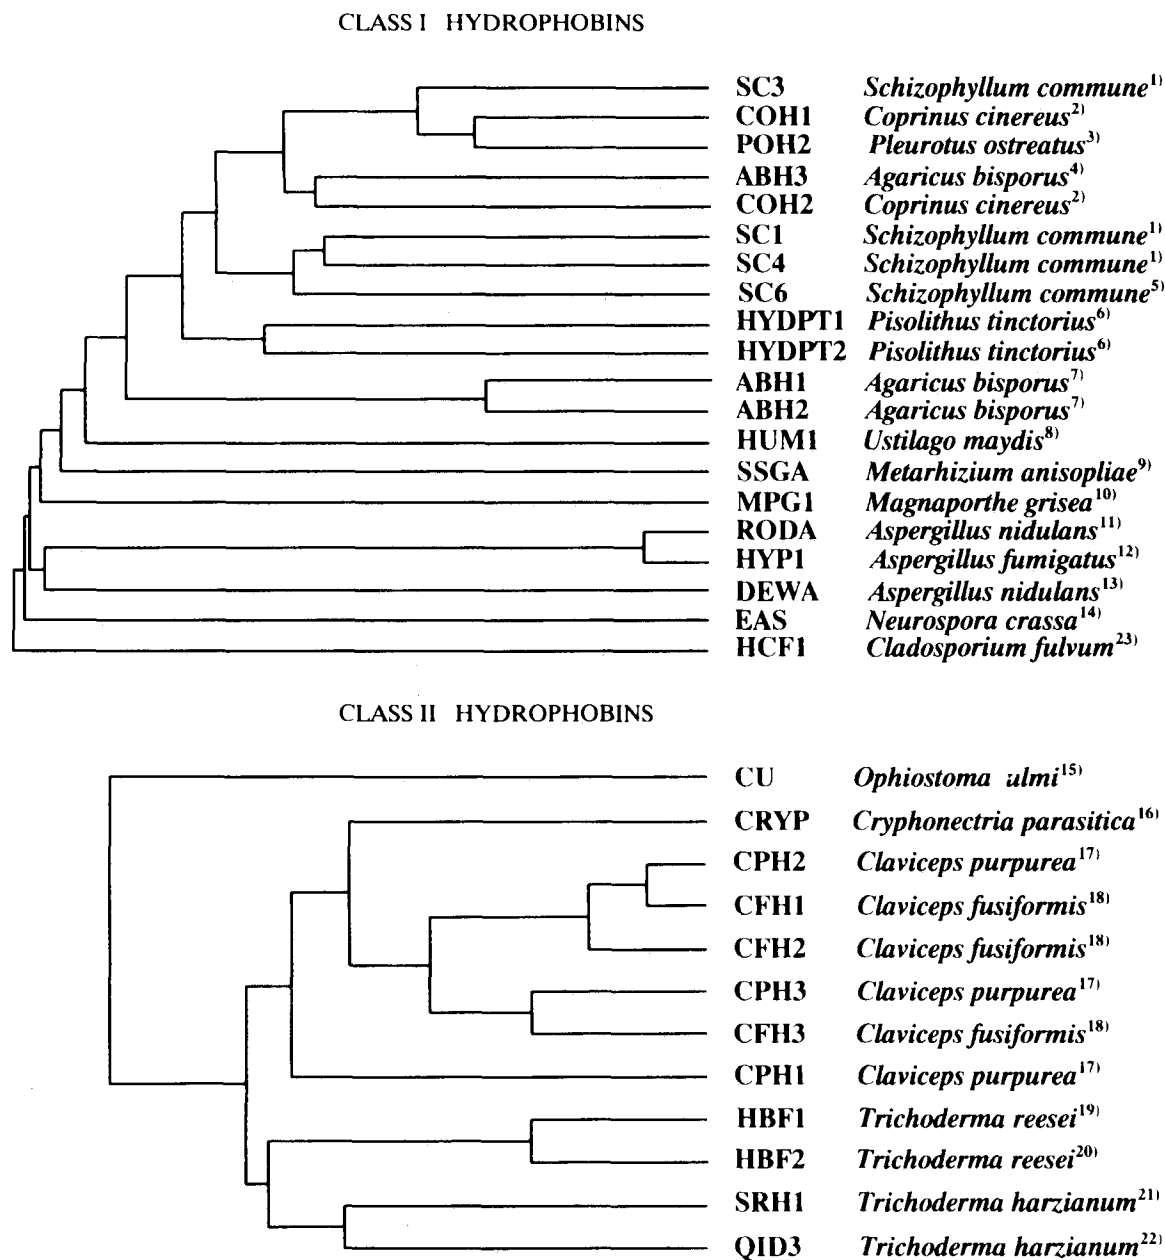 CLASS I HYDROPHOBINS
SC3 Schizophyllum commune1)
COH1 Coprinus cinereus2)
POH2 Pleurotus ostreatus3)
ABH3 Agaricus bisporus4)
COH2 Coprinus cinereus2)
SC1 Schizophyllum commune1)
SC4 Schizophyllum commune1)
SC6 Schizophyllum commune5)
HYDPT1 Pisolithus tinctorius6)
HYDPT2 Pisolithus tinctorius6)
ABH1 Agaricus bisporus7)
ABH2 Agaricus bisporus7)
HUM1 Ustilago maydis8)
SSGA Metarhizium anisopliae9)
MPG1 Magnaporthe grisea10)
RODA Aspergillus nidulans11)
HYP1 Aspergillus fumigatus12)
DEWA Aspergillus nidulans13)
EAS Neurospora crassa14)
HCF1 Cladosporium fulvum23)
CLASS II HYDROPHOBINS
CU Ophiostoma ulmi15)
CRYP Cryphonectria parasitica16)
CPH2 Claviceps purpurea17)
CFH1 Claviceps fusiformis18)
CFH2 Claviceps fusiformis18)
CPH3 Claviceps purpurea17)
CFH3 Claviceps fusiformis18)
CPH1 Claviceps purpurea17)
HBF1 Trichoderma reesei19)
HBF2 Trichoderma reesei20)
SRH1 Trichoderma harzianum21)
QID3 Trichoderma harzianum22)